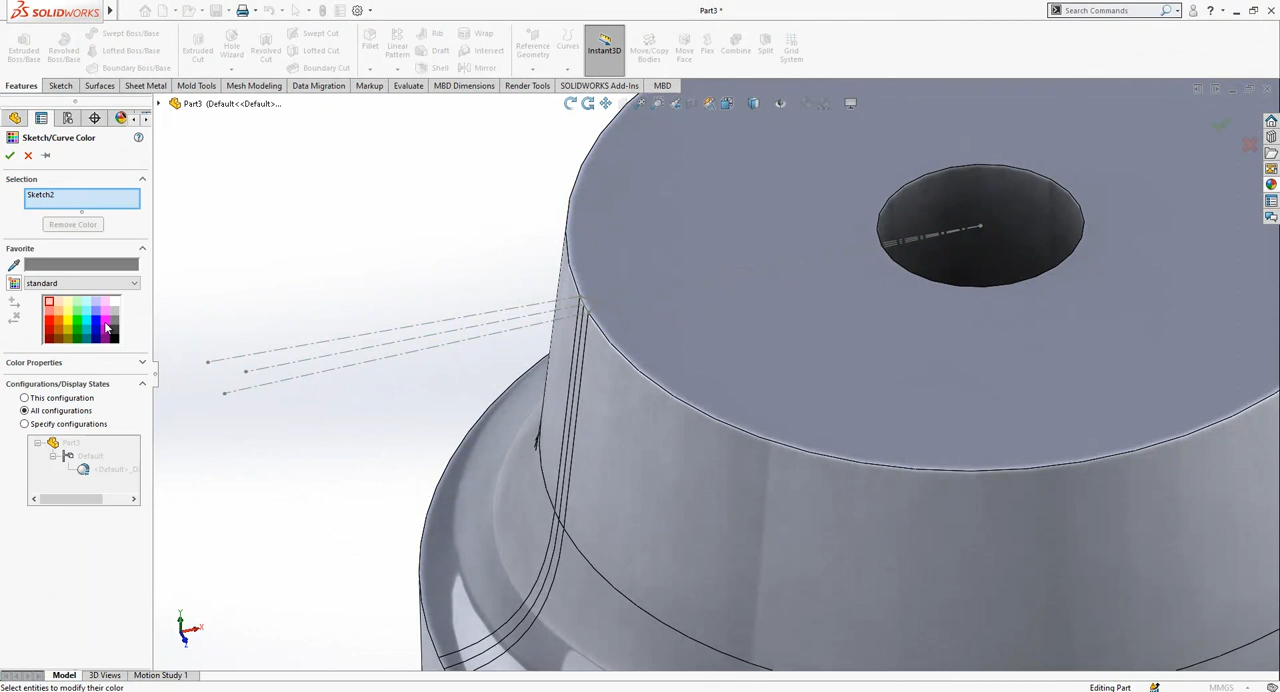 SOLIDWORKS
Part3 *
Search Commands
Extruded Boss/Base
Revolved Boss/Base
Swept Boss/Base
Lofted Boss/Base
Boundary Boss/Base
Extruded Cut
Hole Wizard
Revolved Cut
Swept Cut
Lofted Cut
Boundary Cut
Fillet
Linear Pattern
Rib
Draft
Shell
Wrap
Intersect
Mirror
Reference Geometry
Curves
Instant3D
Move/Copy Bodies
Move Face
Flex
Combine
Split
Grid System
Features
Sketch
Surfaces
Sheet Metal
Mold Tools
Mesh Modeling
Data Migration
Markup
Evaluate
MBD Dimensions
Render Tools
SOLIDWORKS Add-Ins
MBD
Part3 (Default<<Default>...
Sketch/Curve Color
Selection
Sketch2
Remove Color
Favorite
standard
Color Properties
Configurations/Display States
This configuration
All configurations
Specify configurations
Part3
Default
<Default>_Di
Y
X
Z
Model
3D Views
Motion Study 1
Select entities to modify their color
Editing Part
MMGS